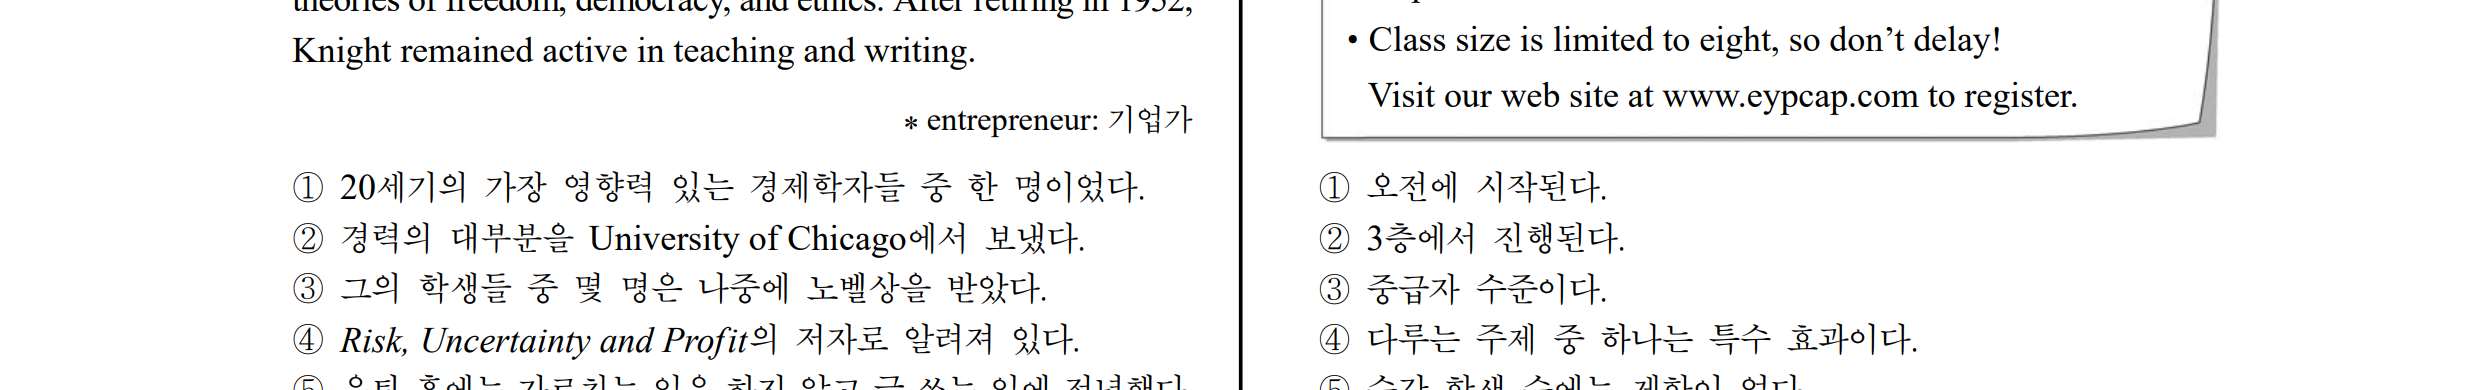 theories of freedom, democracy, and ethics. After retiring in 1952,
Knight remained active in teaching and writing.
* entrepreneur: 기업가
① 20세기의 가장 영향력 있는 경제학자들 중 한 명이었다.
② 경력의 대부분을 University of Chicago에서 보냈다.
③ 그의 학생들 중 몇 명은 나중에 노벨상을 받았다.
④ Risk, Uncertainty and Profit의 저자로 알려져 있다.
• Class size is limited to eight, so don’t delay!
Visit our web site at www.eypcap.com to register.
① 오전에 시작된다.
② 3층에서 진행된다.
③ 중급자 수준이다.
④ 다루는 주제 중 하나는 특수 효과이다.